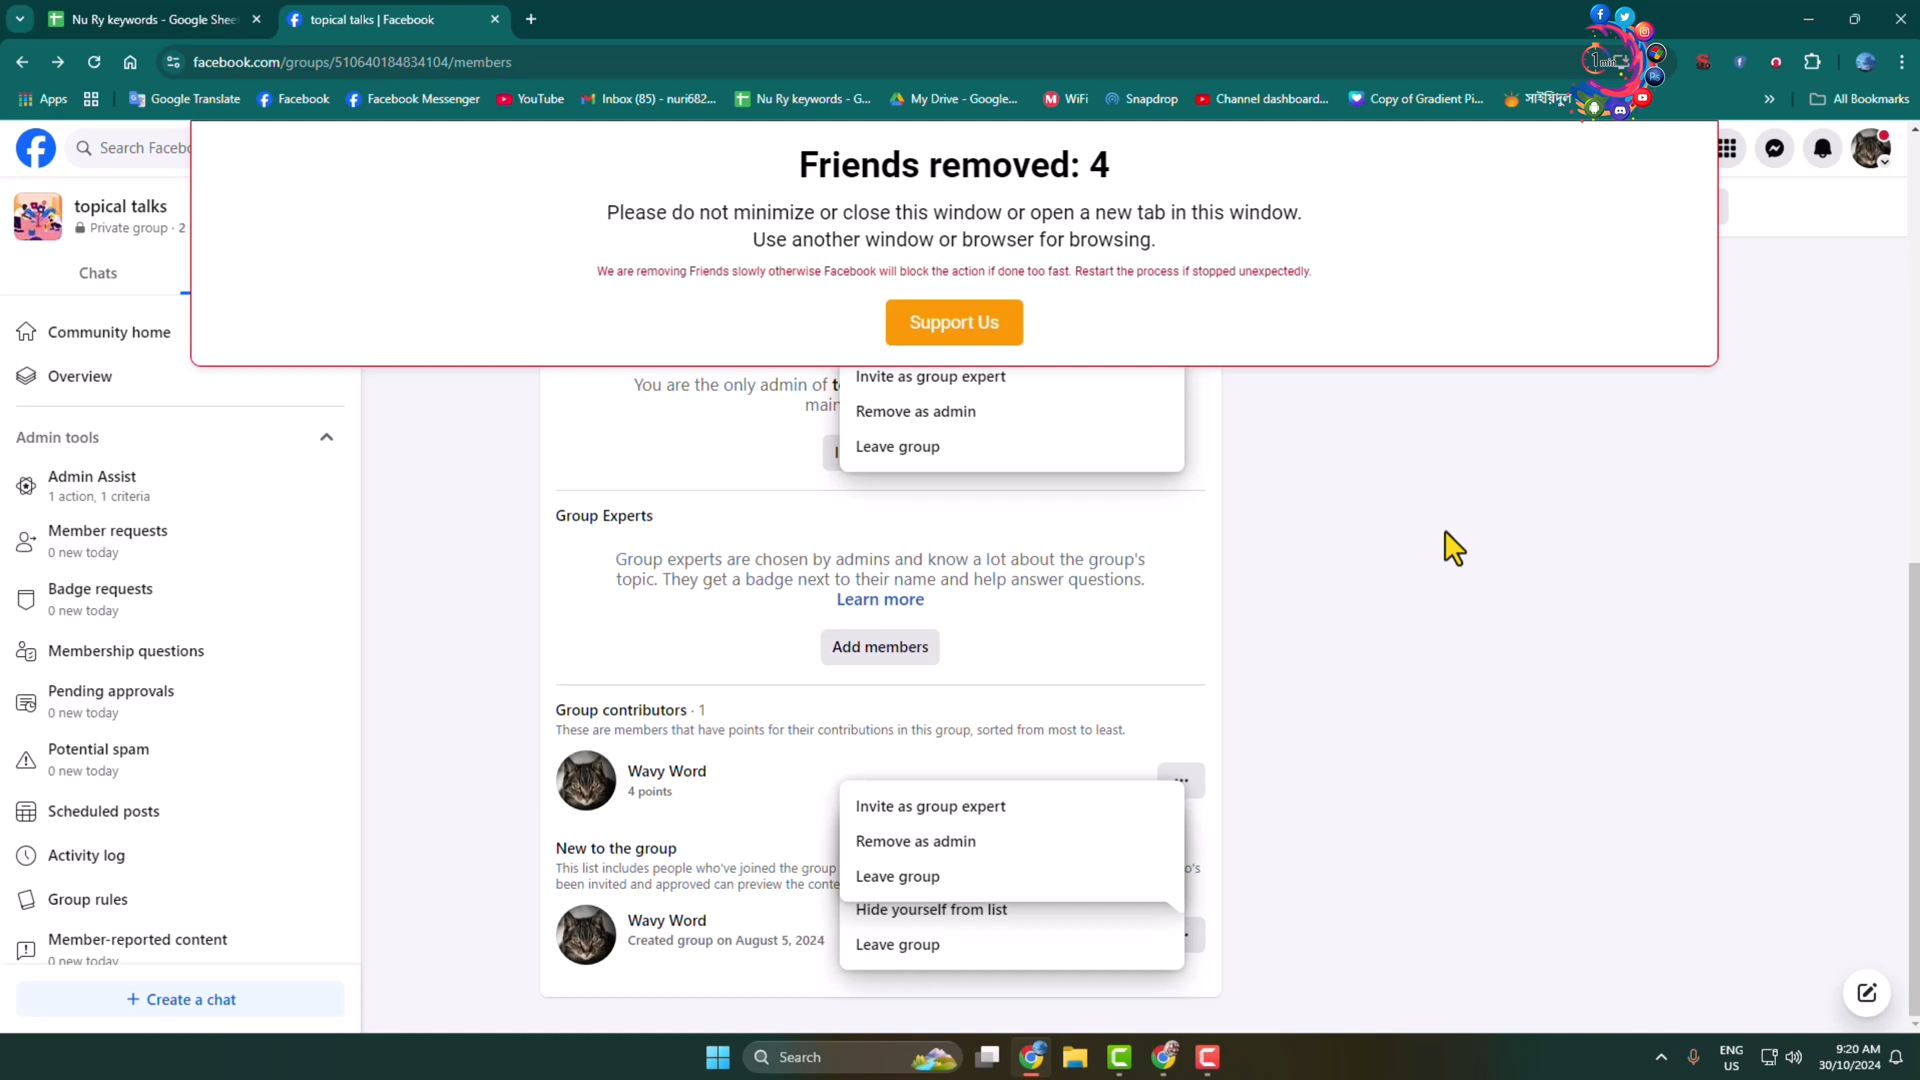 Nu Ry keywords - Google Shee
topical talks | Facebook
facebook.com/groups/510640184834104/members
1min
Apps
Google Translate
Facebook
Facebook Messenger
YouTube
Inbox (85) - nuri682...
Nu Ry keywords - G...
My Drive - Google...
WiFi
Snapdrop
Channel dashboard...
Copy of Gradient Pi...
সাইয়িদুল
All Bookmarks
Search Facebo
Friends removed: 4
Please do not minimize or close this window or open a new tab in this window.
Use another window or browser for browsing.
We are removing Friends slowly otherwise Facebook will block the action if done too fast. Restart the process if stopped unexpectedly.
Support Us
topical talks
Private group · 2
Chats
Community home
Overview
Admin tools
Admin Assist
1 action, 1 criteria
Member requests
0 new today
Badge requests
0 new today
Membership questions
Pending approvals
0 new today
Potential spam
0 new today
Scheduled posts
Activity log
Group rules
Member-reported content
0 new today
+ Create a chat
You are the only admin of t
main
Invite as group expert
Remove as admin
Leave group
Group Experts
Group experts are chosen by admins and know a lot about the group's
topic. They get a badge next to their name and help answer questions.
Learn more
Add members
Group contributors · 1
These are members that have points for their contributions in this group, sorted from most to least.
Wavy Word
4 points
Invite as group expert
Remove as admin
Leave group
New to the group
This list includes people who've joined the group
o's
been invited and approved can preview the conte
Wavy Word
Created group on August 5, 2024
Hide yourself from list
Leave group
Search
ENG
US
9:20 AM
30/10/2024